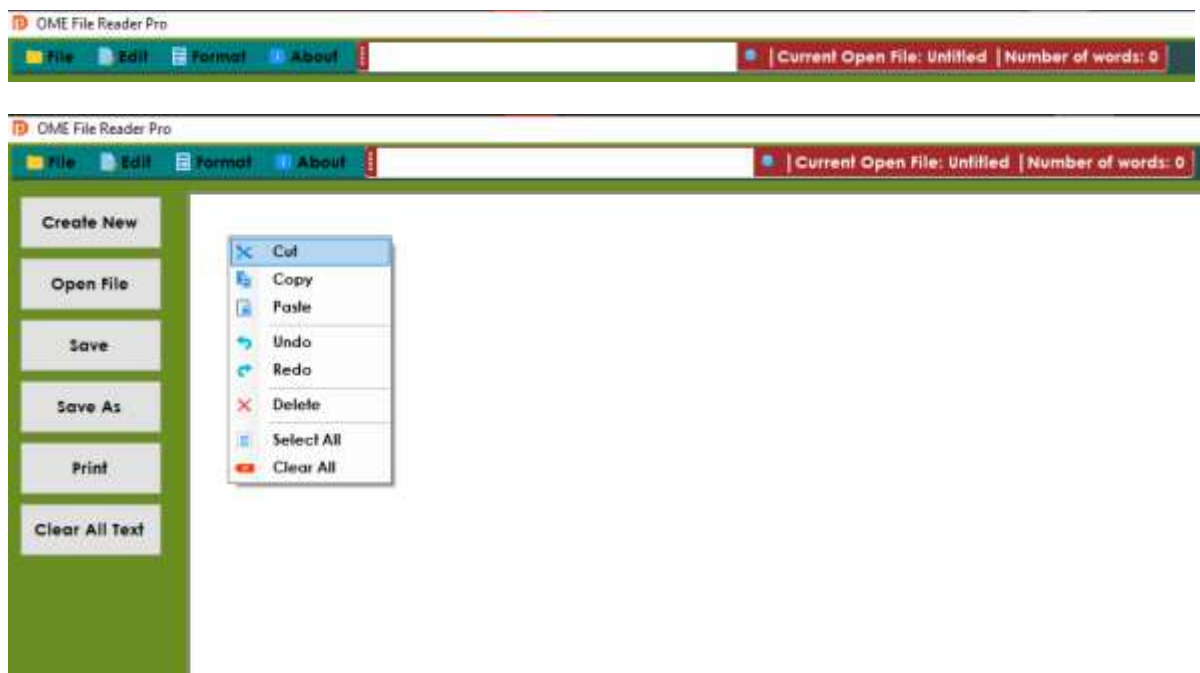 OME File Reader Pro
File Edit Format About |Current Open File: Untitled |Number of words: 0
OME File Reader Pro
File Edit Format About |Current Open File: Untitled |Number of words: 0
Create New
Open File
Save
Save As
Print
Clear All Text
Cut
Copy
Paste
Undo
Redo
Delete
Select All
Clear All